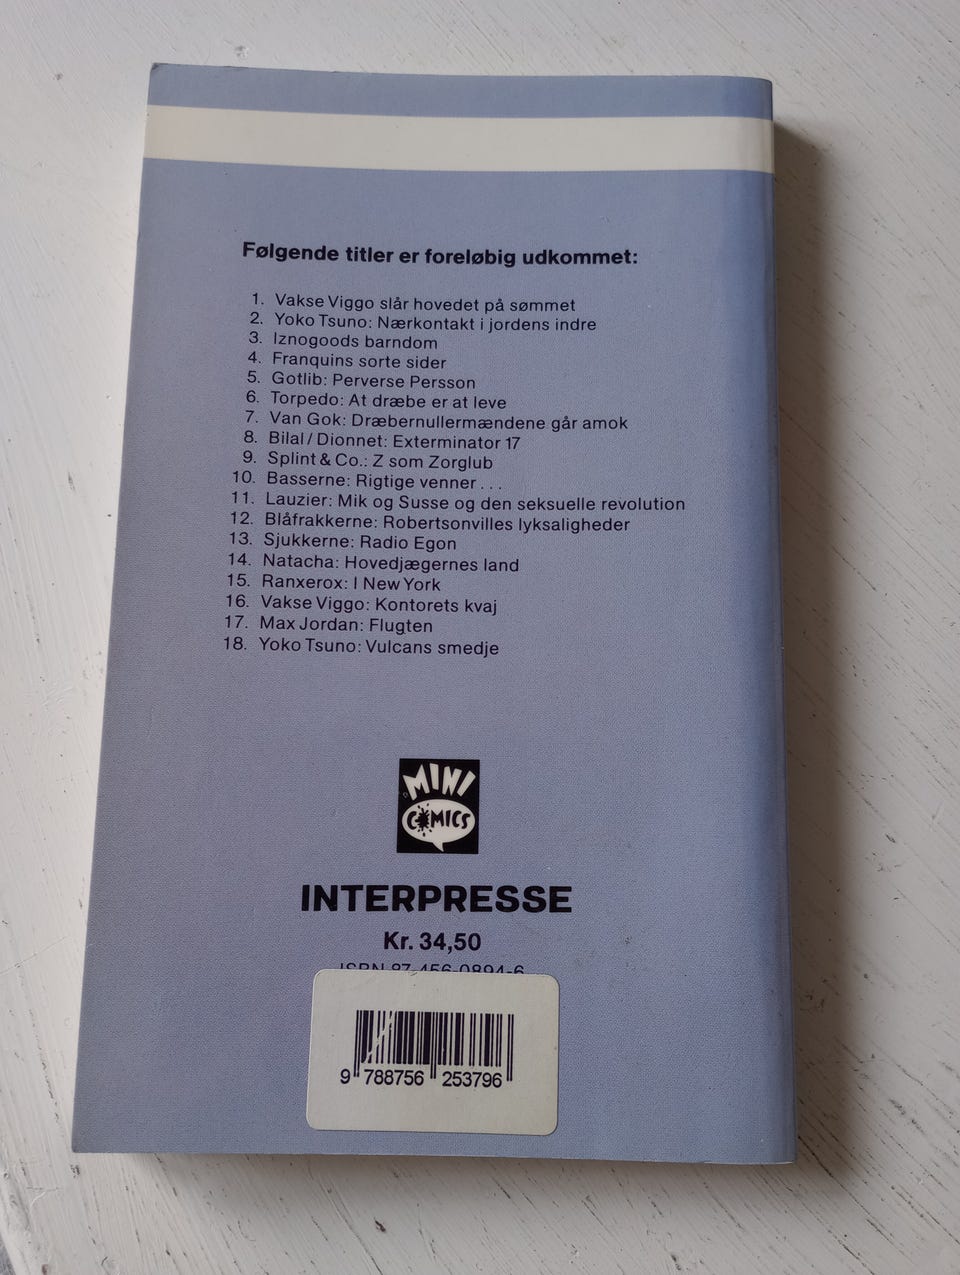 Følgende titler er foreløbig udkommet:
1. Vakse Viggo slår hovedet på sømmet
2. Yoko Tsuno: Nærkontakt i jordens indre
3. Iznogoods barndom
4. Franquins sorte sider
5. Gotlib: Perverse Persson
6. Torpedo: At dræbe er at leve
7. Van Gok: Dræbernullermændene går amok
8. Bilal/Dionnet: Exterminator 17
9. Splint & Co.: Z som Zorglub
10. Basserne: Rigtige venner . . .
11. Lauzier: Mik og Susse og den seksuelle revolution
12. Blåfrakkerne: Robertsonvilles lyksaligheder
13. Sjukkerne: Radio Egon
14. Natacha: Hovedjægernes land
15. Ranxerox: I New York
16. Vakse Viggo: Kontorets kvaj
17. Max Jordan: Flugten
18. Yoko Tsuno: Vulcans smedje
MINI
COMICS
INTERPRESSE
Kr. 34,50
ISBN 87-456-0894-6
9 788756 253796